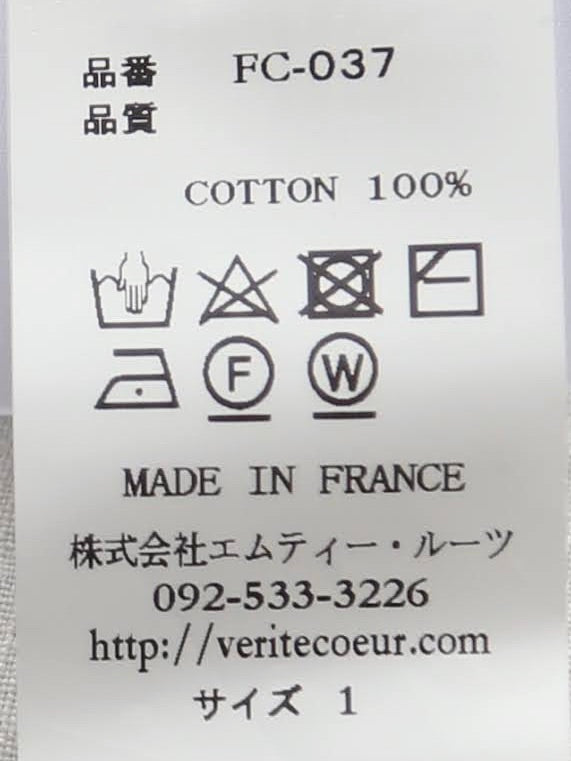 品番 FC-037
品質
COTTON 100%
F W
MADE IN FRANCE
株式会社エムティー・ルーツ
092-533-3226
http://veritecoeur.com
サイズ 1